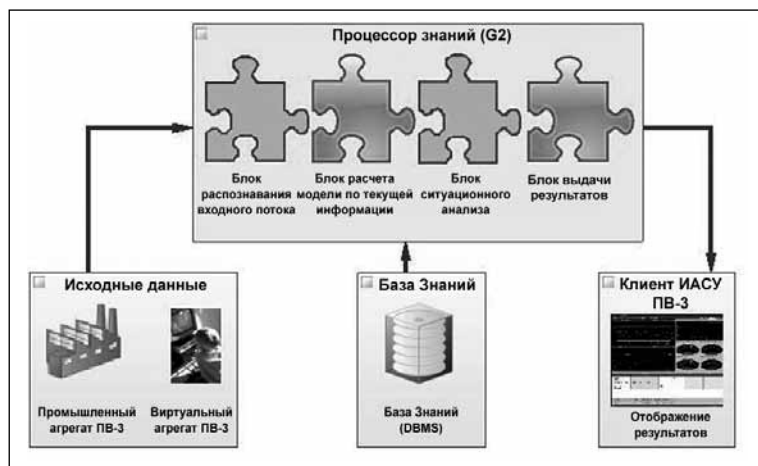 Процессор знаний (G2)
Блок
распознавания
входного потока
Блок расчета
модели по текущей
информации
Блок
ситуационного
анализа
Блок выдачи
результатов
Исходные данные
Промышленный
агрегат ПВ-3
Виртуальный
агрегат ПВ-3
База Знаний
База Знаний
(DBMS)
Клиент ИАСУ
ПВ-3
Отображение
результатов